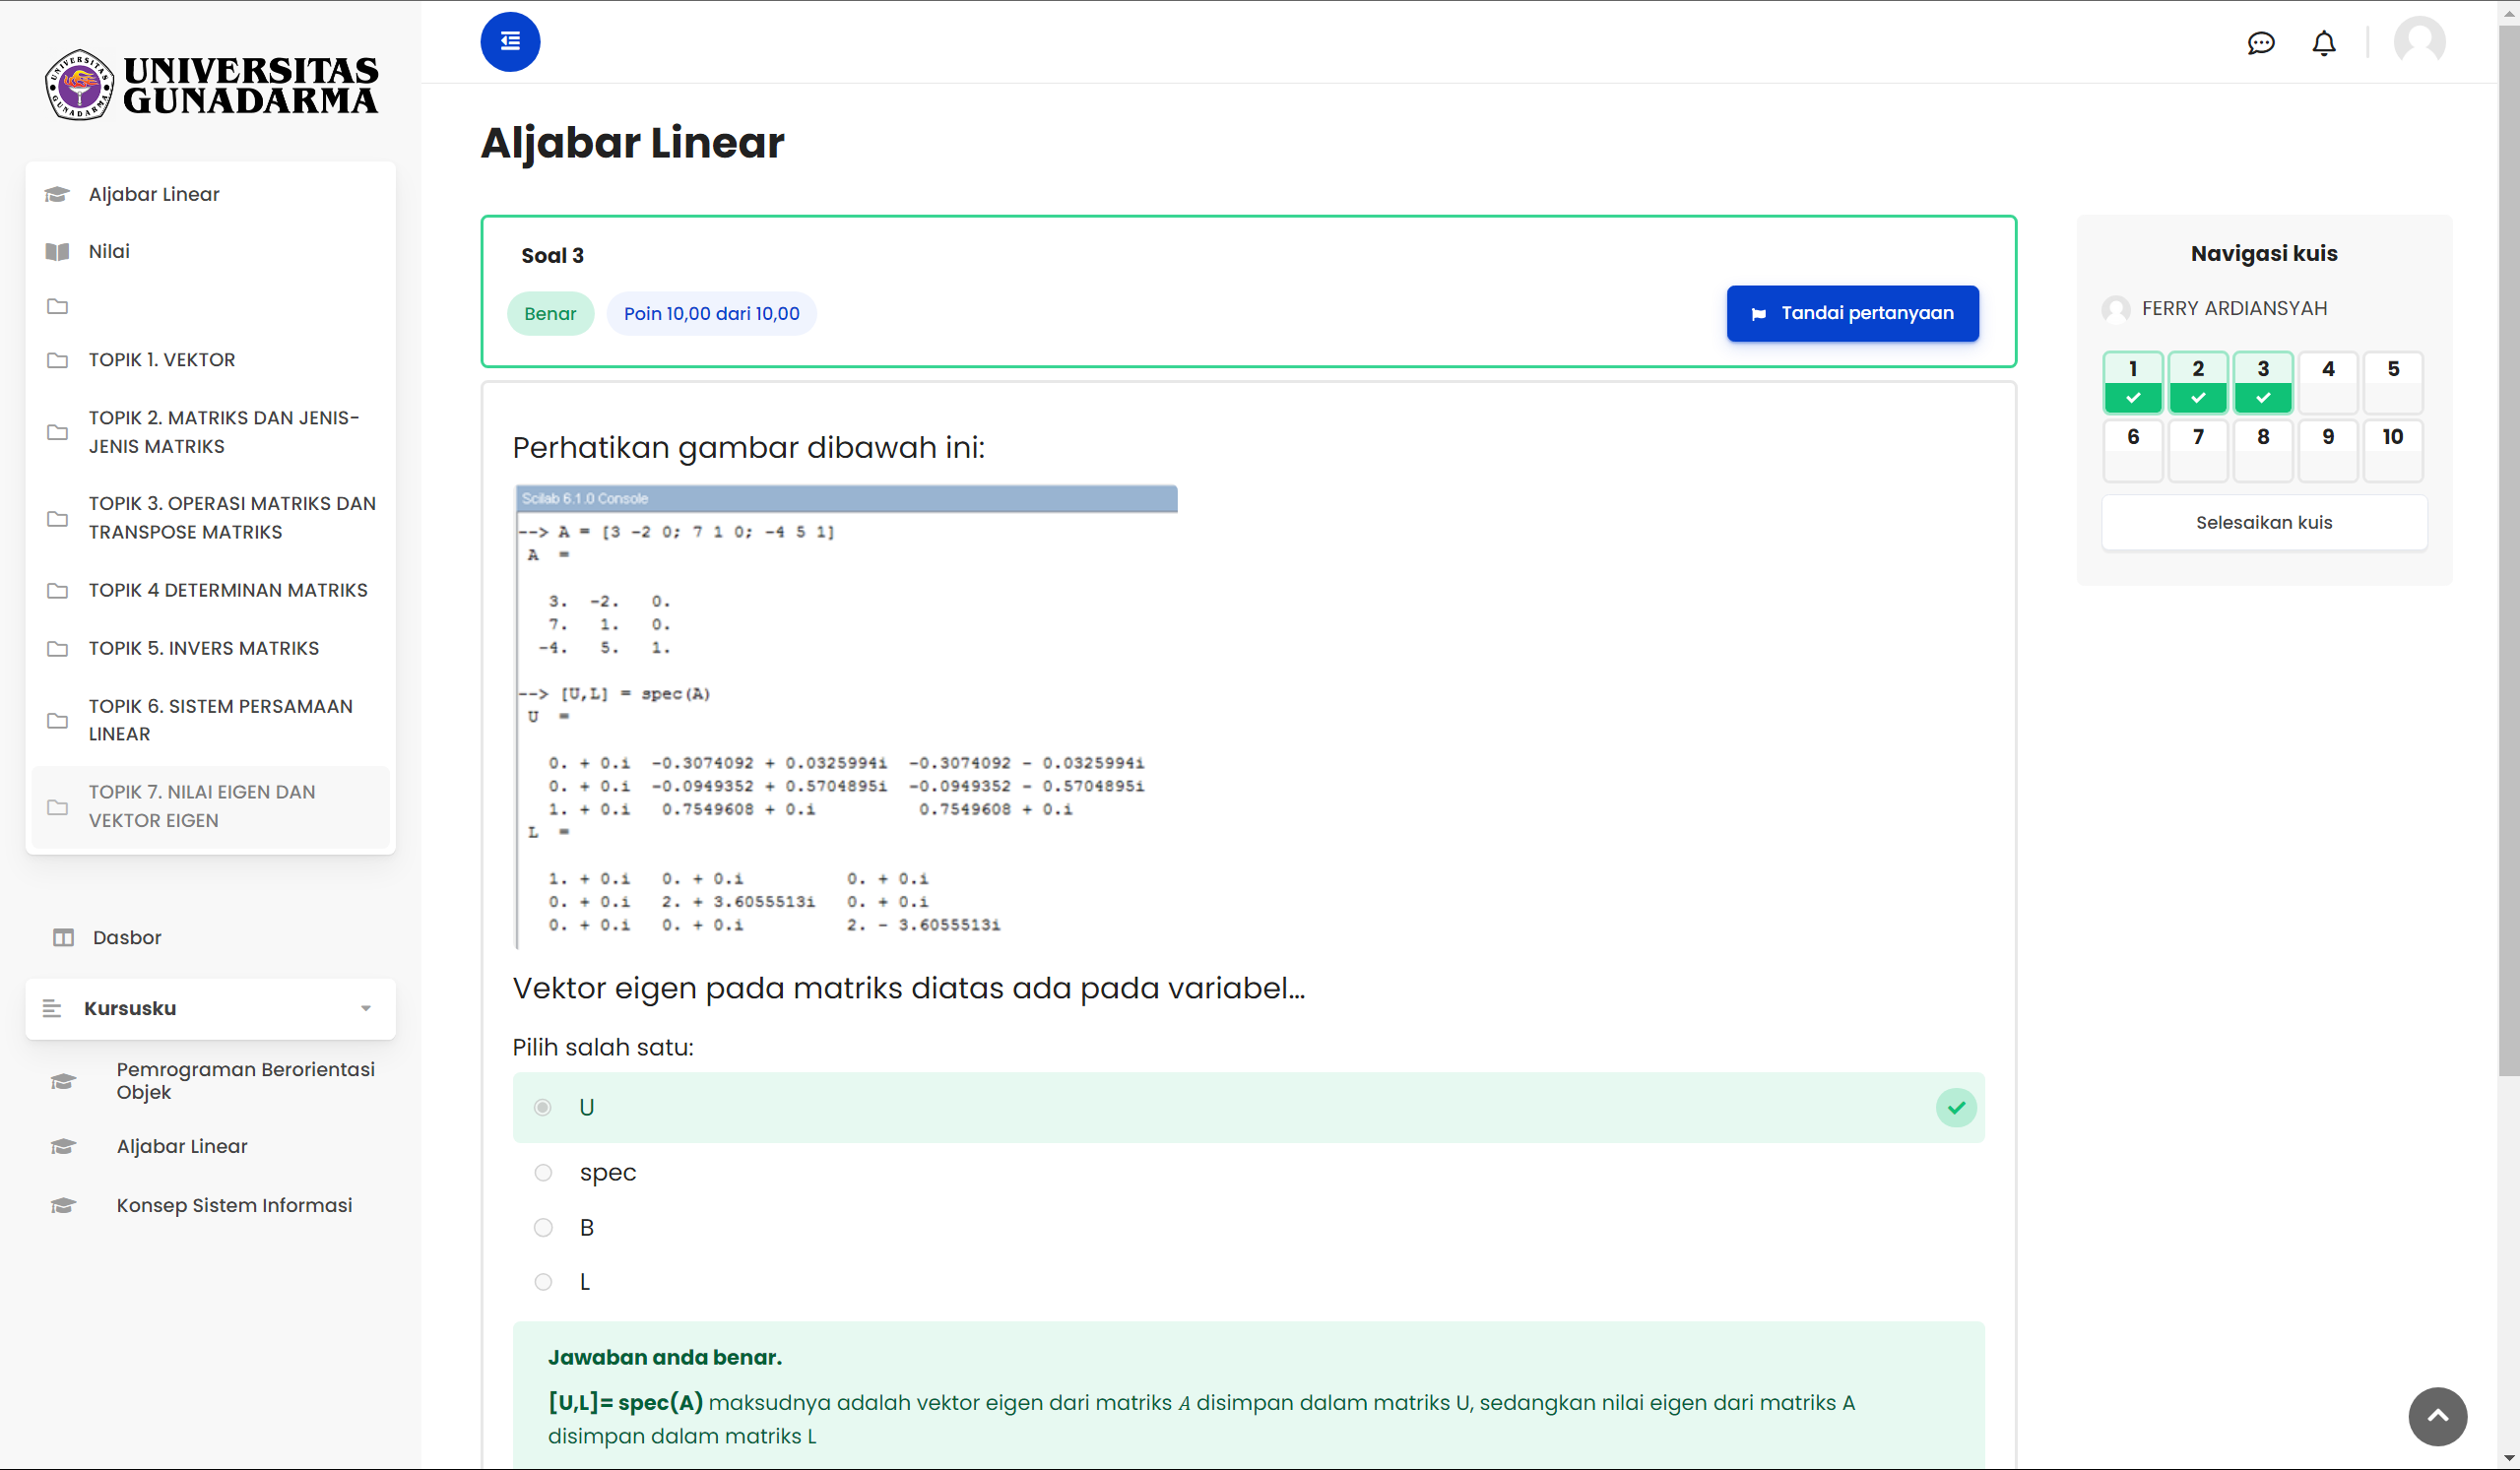 UNIVERSITAS
GUNADARMA
Aljabar Linear
Nilai
TOPIK 1. VEKTOR
TOPIK 2. MATRIKS DAN JENIS-
JENIS MATRIKS
TOPIK 3. OPERASI MATRIKS DAN
TRANSPOSE MATRIKS
TOPIK 4 DETERMINAN MATRIKS
TOPIK 5. INVERS MATRIKS
TOPIK 6. SISTEM PERSAMAAN
LINEAR
TOPIK 7. NILAI EIGEN DAN
VEKTOR EIGEN
Dasbor
Kursusku
Pemrograman Berorientasi
Objek
Aljabar Linear
Konsep Sistem Informasi
Aljabar Linear
Soal 3
Benar
Poin 10,00 dari 10,00
Tandai pertanyaan
Perhatikan gambar dibawah ini:
Scilab 6.1.0 Console
--> A = [3 -2 0; 7 1 0; -4 5 1]
A =
3. -2. 0.
7. 1. 0.
-4. 5. 1.
--> [U,L] = spec(A)
U =
0. + 0.i -0.3074092 + 0.0325994i -0.3074092 - 0.0325994i
0. + 0.i -0.0949352 + 0.5704895i -0.0949352 - 0.5704895i
1. + 0.i 0.7549608 + 0.i 0.7549608 + 0.i
L =
1. + 0.i 0. + 0.i 0. + 0.i
0. + 0.i 2. + 3.6055513i 0. + 0.i
0. + 0.i 0. + 0.i 2. - 3.6055513i
Vektor eigen pada matriks diatas ada pada variabel...
Pilih salah satu:
U
spec
B
L
Jawaban anda benar.
[U,L]= spec(A) maksudnya adalah vektor eigen dari matriks A disimpan dalam matriks U, sedangkan nilai eigen dari matriks A
disimpan dalam matriks L
Navigasi kuis
FERRY ARDIANSYAH
1 2 3 4 5
6 7 8 9 10
Selesaikan kuis